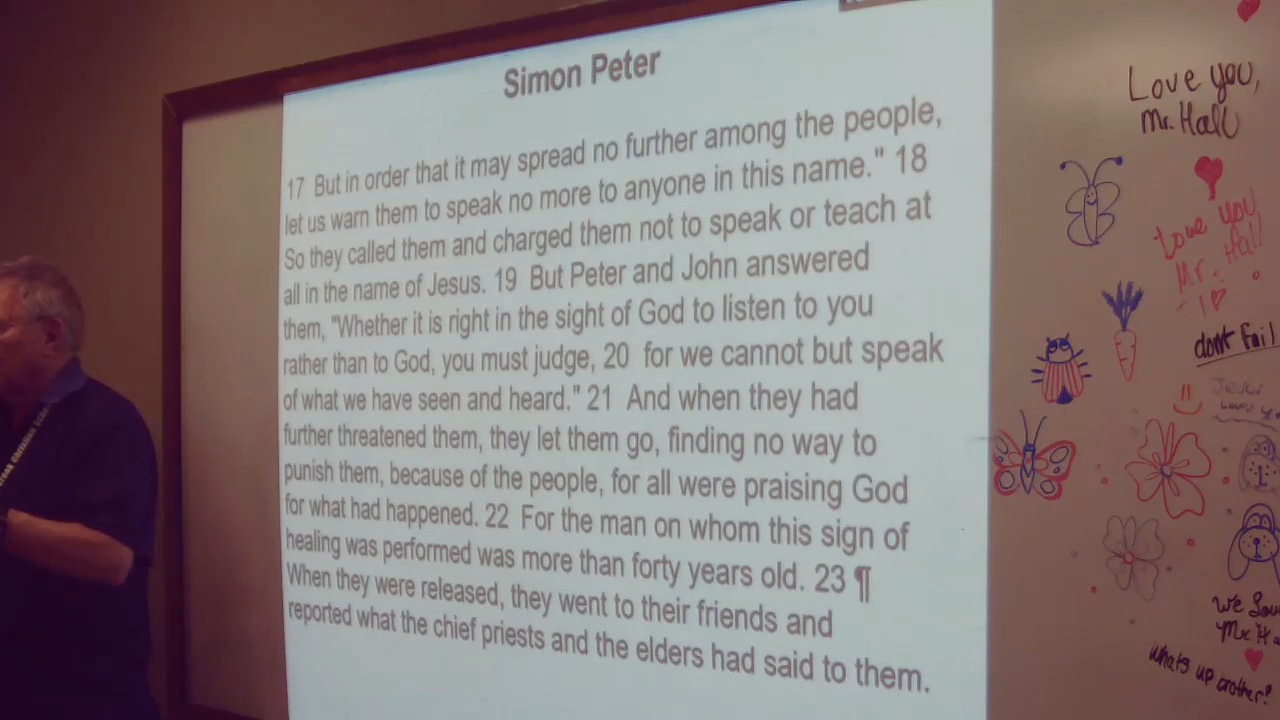 Simon Peter
17 But in order that it may spread no further among the people,
let us warn them to speak no more to anyone in this name." 18
So they called them and charged them not to speak or teach at
all in the name of Jesus. 19 But Peter and John answered
them, "Whether it is right in the sight of God to listen to you
rather than to God, you must judge, 20 for we cannot but speak
of what we have seen and heard." 21 And when they had
further threatened them, they let them go, finding no way to
punish them, because of the people, for all were praising God
for what had happened. 22 For the man on whom this sign of
healing was performed was more than forty years old. 23 ¶
When they were released, they went to their friends and
reported what the chief priests and the elders had said to them.
Love you,
Mr. Hall
Love you
Mr. Hall
dont fail
We
whats up brother?
Christian